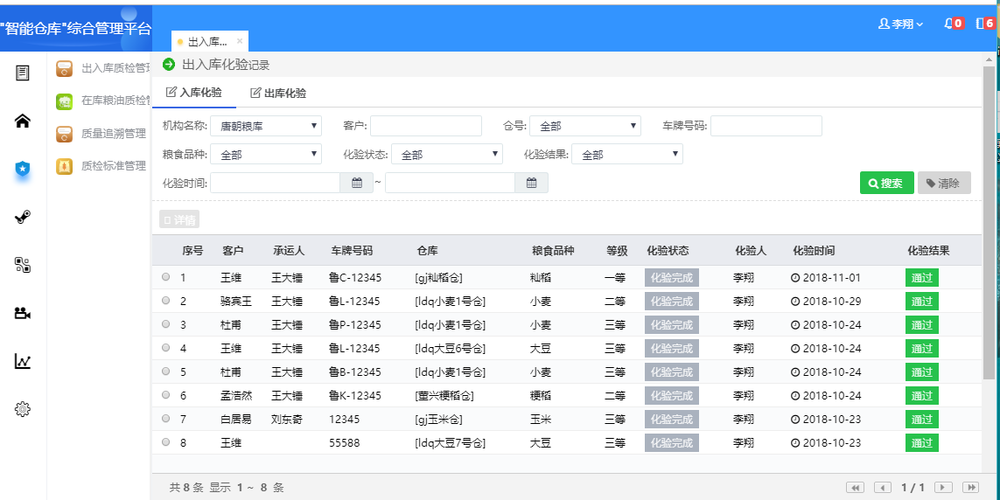 "智能仓库"综合管理平台
出入库...
李翔
0
6
出入库质检管理
在库粮油质检管
质量追溯管理
质检标准管理
出入库化验记录
入库化验 出库化验
机构名称: 唐朝粮库 客户: 仓号: 全部 车牌号码:
粮食品种: 全部 化验状态: 全部 化验结果: 全部
化验时间: ~ 搜索 清除
详情
序号 客户 承运人 车牌号码 仓库 粮食品种 等级 化验状态 化验人 化验时间 化验结果
1 王维 王大锤 鲁C-12345 [gj籼稻仓] 籼稻 一等 化验完成 李翔 2018-11-01 通过
2 骆宾王 王大锤 鲁L-12345 [ldq小麦1号仓] 小麦 二等 化验完成 李翔 2018-10-29 通过
3 杜甫 王大锤 鲁P-12345 [ldq小麦1号仓] 小麦 三等 化验完成 李翔 2018-10-24 通过
4 王维 王大锤 鲁L-12345 [ldq大豆6号仓] 大豆 三等 化验完成 李翔 2018-10-24 通过
5 杜甫 王大锤 鲁B-12345 [ldq小麦1号仓] 小麦 三等 化验完成 李翔 2018-10-24 通过
6 孟浩然 王大锤 鲁K-12345 [董兴粳稻仓] 粳稻 二等 化验完成 李翔 2018-10-24 通过
7 白居易 刘东奇 12345 [gj玉米仓] 玉米 三等 化验完成 李翔 2018-10-23 通过
8 王维 55588 [ldq大豆7号仓] 大豆 三等 化验完成 李翔 2018-10-23 通过
共 8 条 显示 1 ~ 8 条 1 / 1